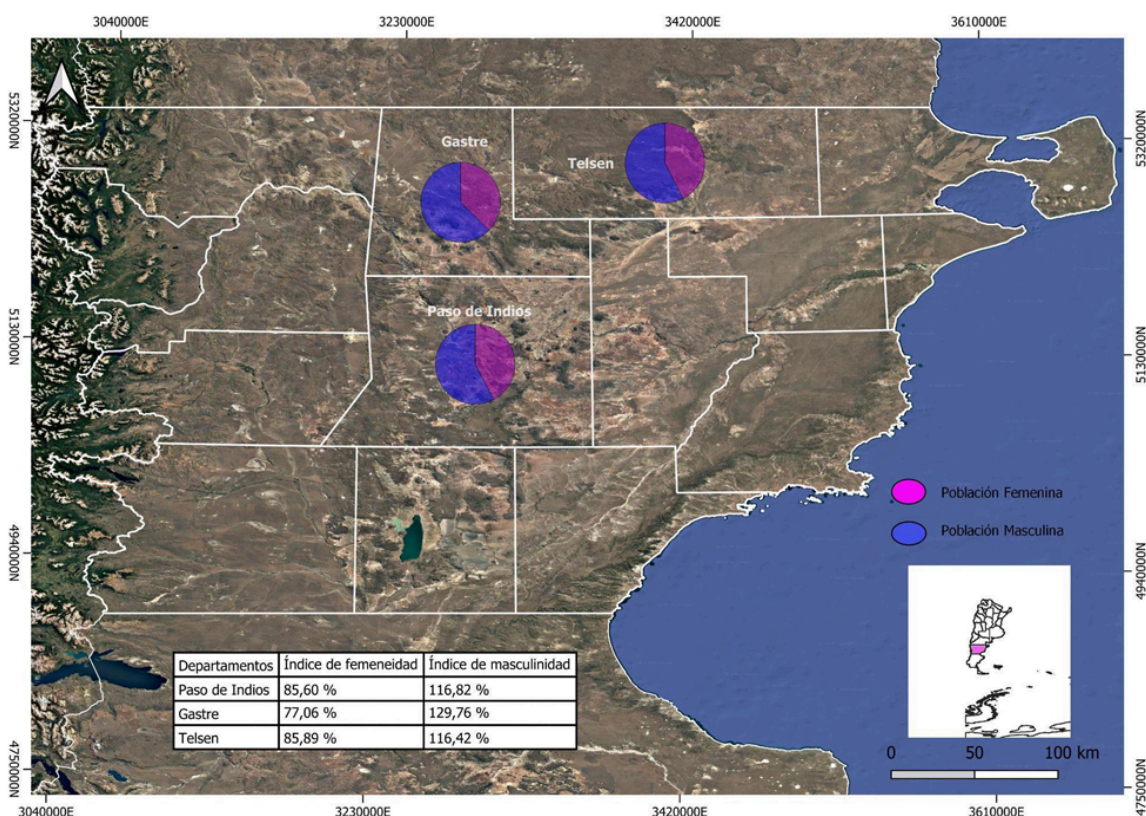 3040000E 3230000E 3420000E 3610000E
5320000N 5320000N
Gastre
Telsen
Paso de Indios
5130000N 5130000N
Población Femenina
Población Masculina
4940000N 4940000N
Departamentos Índice de femeneidad Índice de masculinidad
Paso de Indios 85,60 % 116,82 %
Gastre 77,06 % 129,76 %
Telsen 85,89 % 116,42 %
0 50 100 km
4750000N 4750000N
3040000E 3230000E 3420000E 3610000E